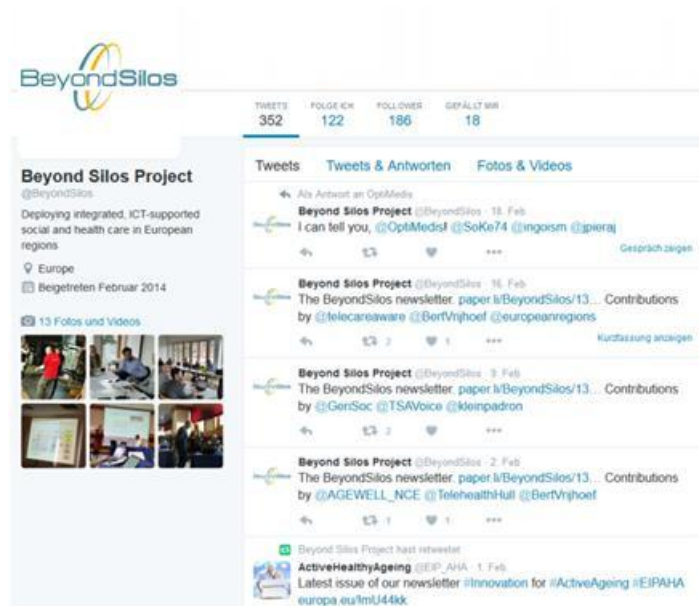 BeyondSilos
TWEETS FOLGE ICH FOLLOWER GEFÄLLT MIR
352 122 186 18
Beyond Silos Project
@BeyondSilos
Deploying integrated, ICT-supported
social and health care in European
regions
Europe
Beigetreten Februar 2014
13 Fotos und Videos
Tweets Tweets & Antworten Fotos & Videos
Als Antwort an OptiMedis
Beyond Silos Project @BeyondSilos · 18. Feb
I can tell you, @OptiMedis! @SoKe74 @ingoism @jpieraj
Gespräch zeigen
Beyond Silos Project @BeyondSilos · 16. Feb
The BeyondSilos newsletter. paper.li/BeyondSilos/13… Contributions
by @telecareaware @BertVrijhoef @europeanregions
2 1 Kurzfassung anzeigen
Beyond Silos Project @BeyondSilos · 9. Feb
The BeyondSilos newsletter. paper.li/BeyondSilos/13… Contributions
by @GeriSoc @TSAVoice @kleinpadron
2
Beyond Silos Project @BeyondSilos · 2. Feb
The BeyondSilos newsletter. paper.li/BeyondSilos/13… Contributions
by @AGEWELL_NCE @TelehealthHull @BertVrijhoef
1 1
Beyond Silos Project hast retweetet
ActiveHealthyAgeing @EIP_AHA · 1. Feb
Latest issue of our newsletter #Innovation for #ActiveAgeing #EIPAHA
europa.eu/!mU44kk